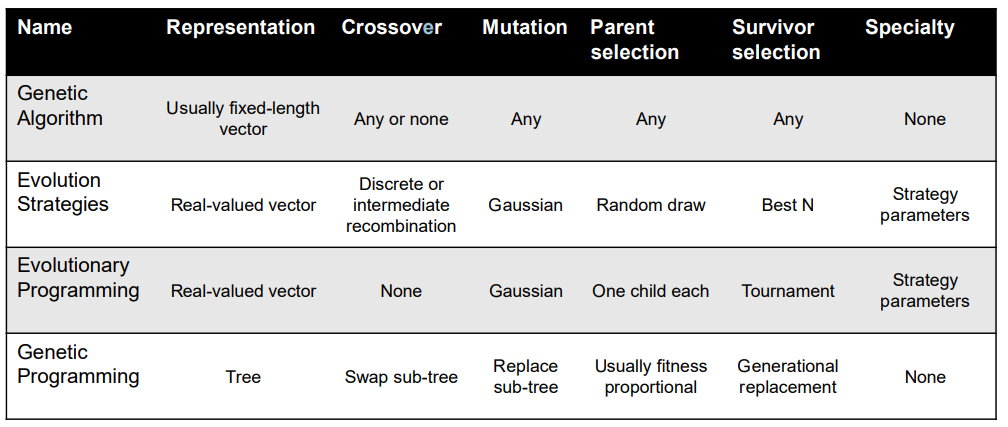 Name Representation Crossover Mutation Parent selection Survivor selection Specialty
Genetic Algorithm Usually fixed-length vector Any or none Any Any Any None
Evolution Strategies Real-valued vector Discrete or intermediate recombination Gaussian Random draw Best N Strategy parameters
Evolutionary Programming Real-valued vector None Gaussian One child each Tournament Strategy parameters
Genetic Programming Tree Swap sub-tree Replace sub-tree Usually fitness proportional Generational replacement None